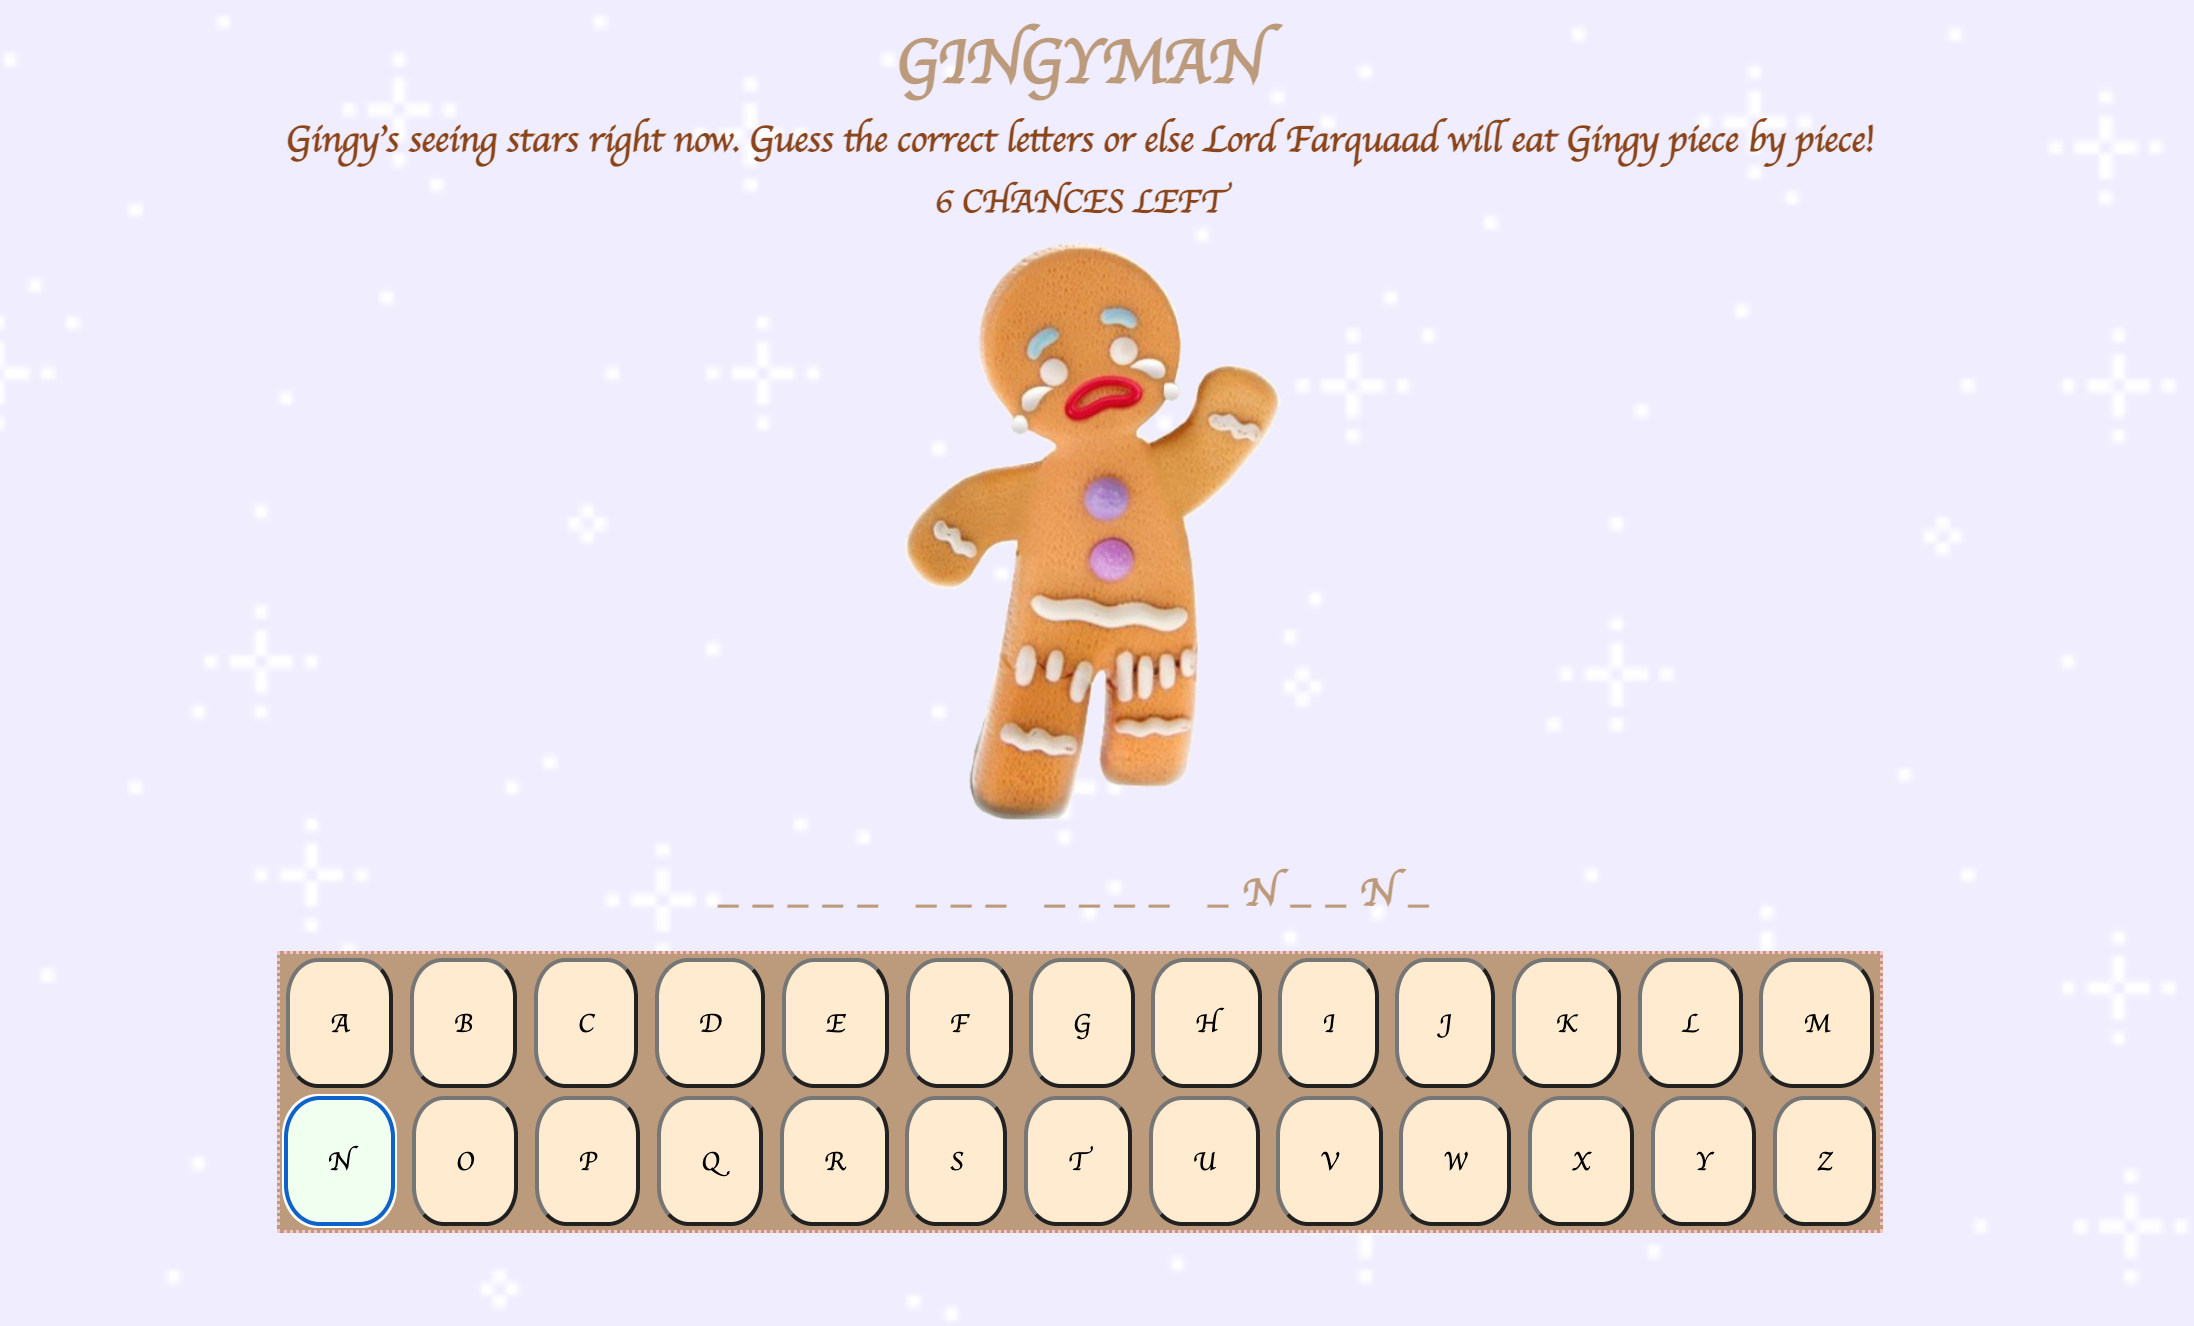 GINGYMAN
Gingy's seeing stars right now. Guess the correct letters or else Lord Farquaad will eat Gingy piece by piece!
6 CHANCES LEFT
_ _ _ _ _ _ _ _ _ _ _ _ _ N _ _ N _
A B C D E F G H I J K L M
N O P Q R S T U V W X Y Z